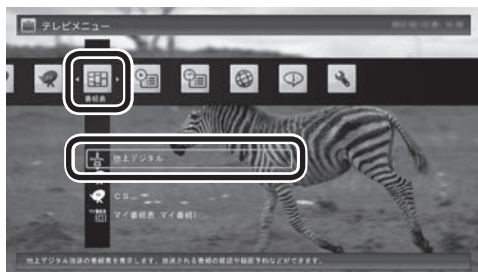 テレビメニュー
番組表
地上デジタル
CS
マイ番組表 マイ番組1
地上デジタル放送の番組表を表示します。放送される番組の確認や録画予約などができます。